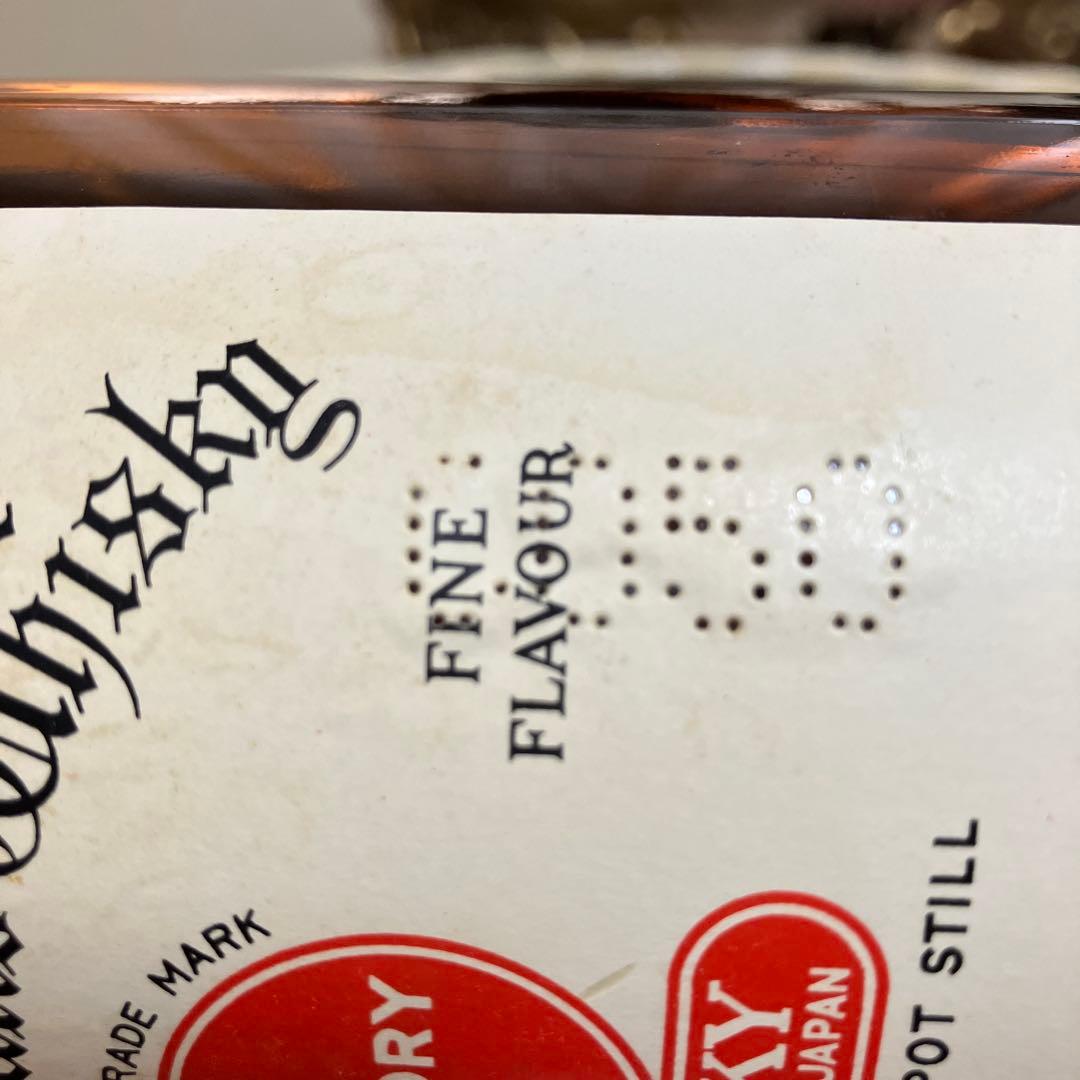 Whisky
FINE
FLAVOUR
RADE MARK
ORY
KY
JAPAN
POT STILL